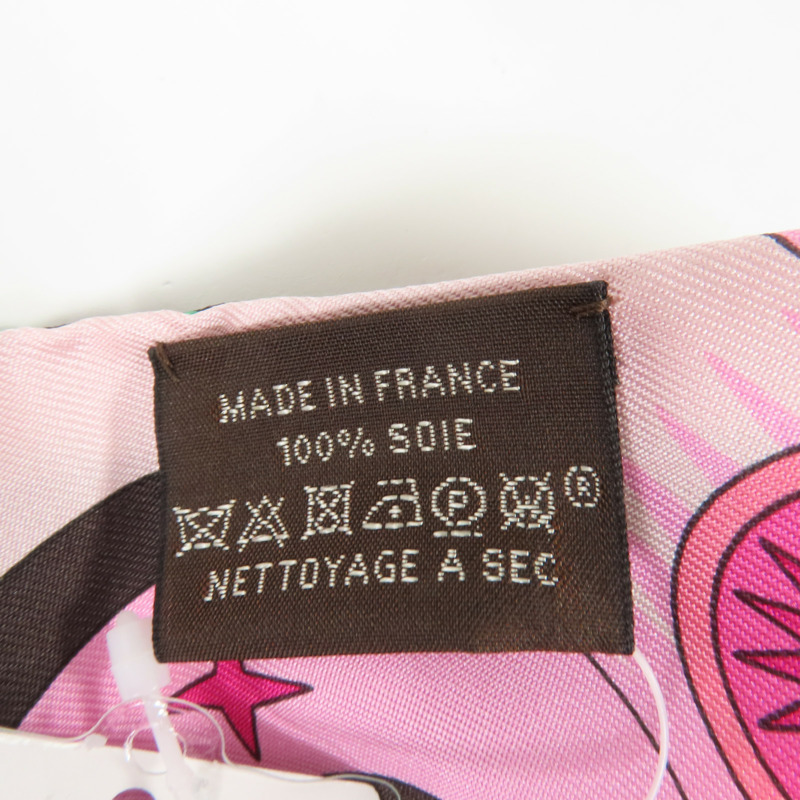 MADE IN FRANCE
100% SOIE
P W ®
NETTOYAGE A SEC